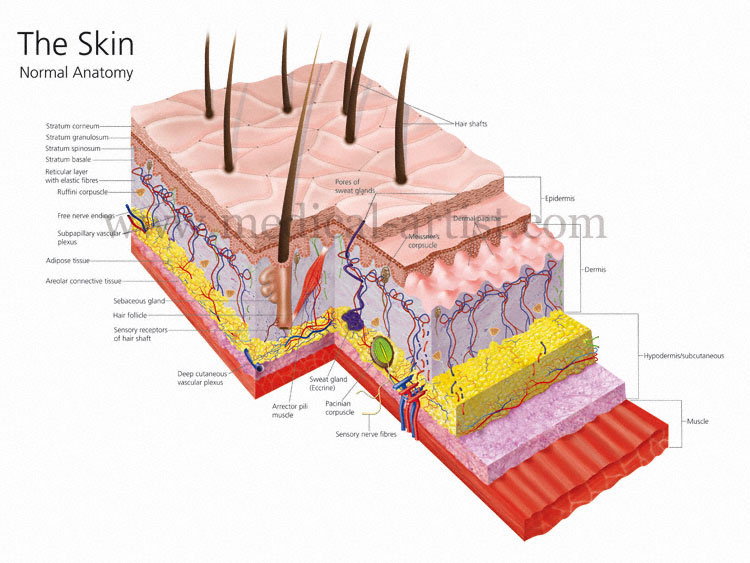 The Skin
Normal Anatomy
Stratum corneum
Stratum granulosum
Stratum spinosum
Stratum basale
Reticular layer
with elastic fibres
Ruffini corpuscle
Free nerve endings
Subpapillary vascular
plexus
Adipose tissue
Areolar connective tissue
Sebaceous gland
Hair follicle
Sensory receptors
of hair shaft
Deep cutaneous
vascular plexus
Arrector pili
muscle
Sweat gland
(Eccrine)
Pacinian
corpuscle
Sensory nerve fibres
Hair shafts
Pores of
sweat glands
Epidermis
Dermal papillae
Meissner's
corpsucle
Dermis
Hypodermis/subcutaneous
Muscle
www.medical-artist.com